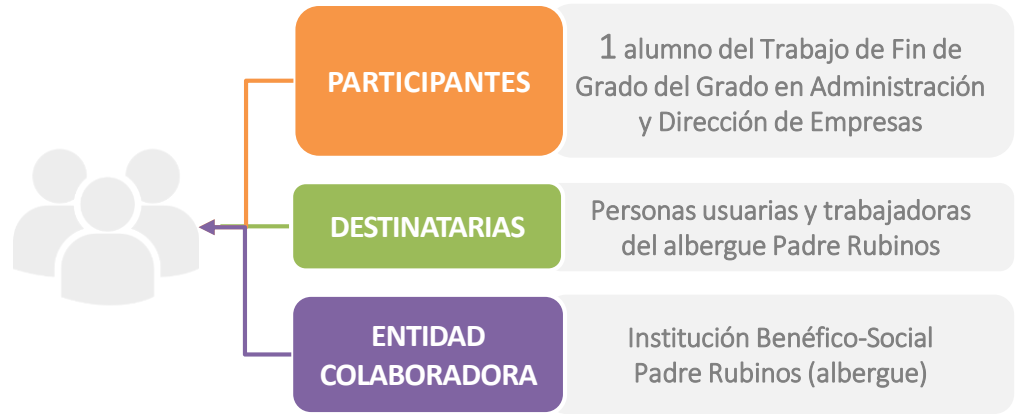 PARTICIPANTES
1 alumno del Trabajo de Fin de
Grado del Grado en Administración
y Dirección de Empresas
DESTINATARIAS
Personas usuarias y trabajadoras
del albergue Padre Rubinos
ENTIDAD
COLABORADORA
Institución Benéfico-Social
Padre Rubinos (albergue)